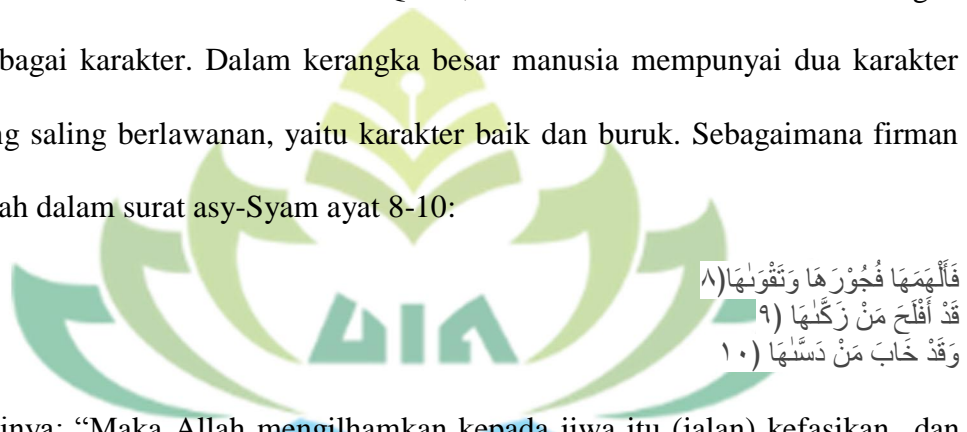 bagai karakter. Dalam kerangka besar manusia mempunyai dua karakter
ng saling berlawanan, yaitu karakter baik dan buruk. Sebagaimana firman
ah dalam surat asy-Syam ayat 8-10:
فَأَلْهَمَهَا فُجُوْرَهَا وَتَقْوٰىهَا(٨
قَدْ أَفْلَحَ مَنْ زَكّٰىهَا (٩
وَقَدْ خَابَ مَنْ دَسّٰىهَا (١٠
UIN
inya: “Maka Allah mengilhamkan kepada jiwa itu (jalan) kefasikan dan